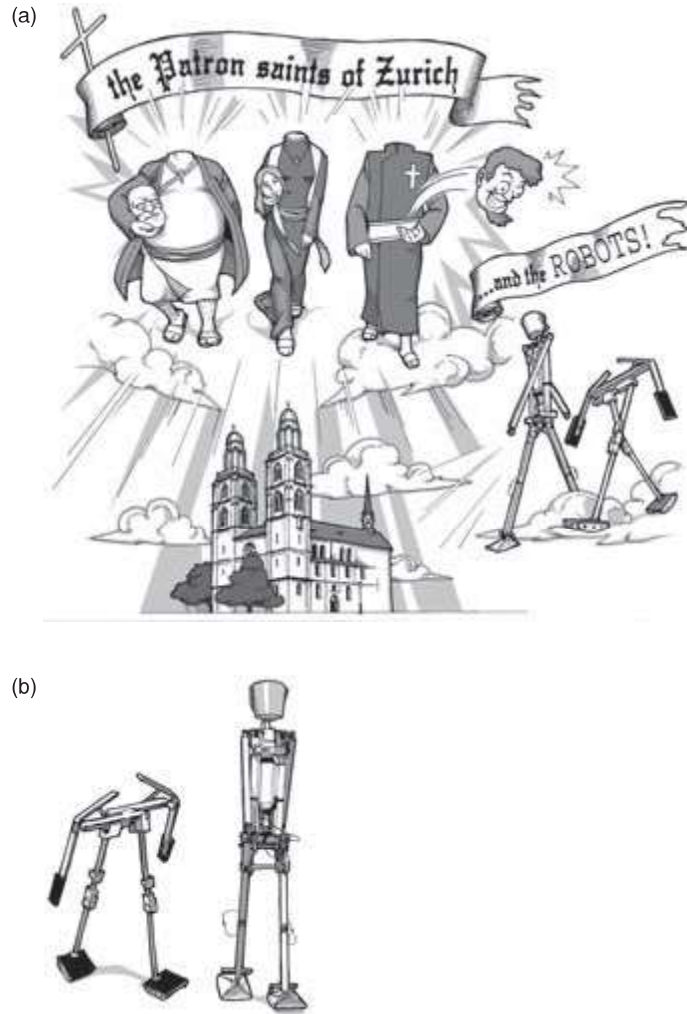 (a)
the Patron saints of Zurich
...and the ROBOTS!
(b)